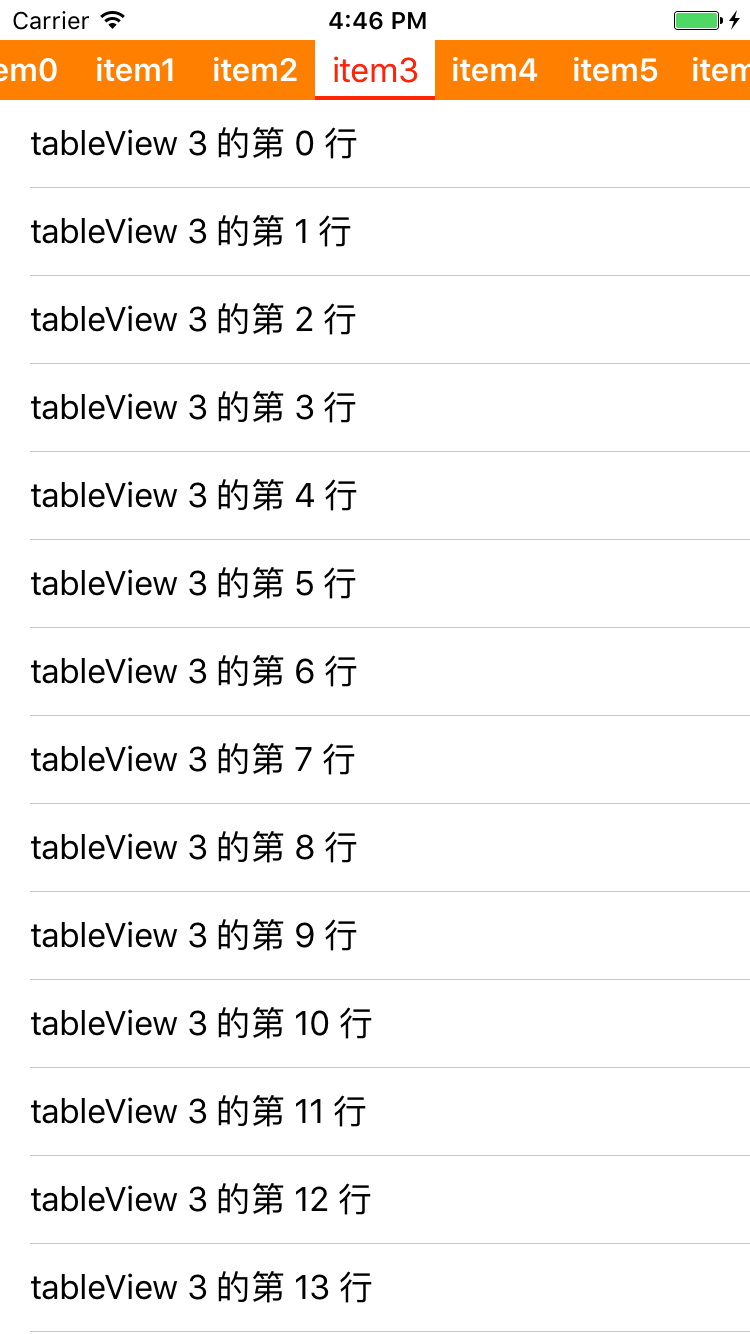 Carrier 4:46 PM
em0 item1 item2 item3 item4 item5 item
tableView 3 的第 0 行
tableView 3 的第 1 行
tableView 3 的第 2 行
tableView 3 的第 3 行
tableView 3 的第 4 行
tableView 3 的第 5 行
tableView 3 的第 6 行
tableView 3 的第 7 行
tableView 3 的第 8 行
tableView 3 的第 9 行
tableView 3 的第 10 行
tableView 3 的第 11 行
tableView 3 的第 12 行
tableView 3 的第 13 行